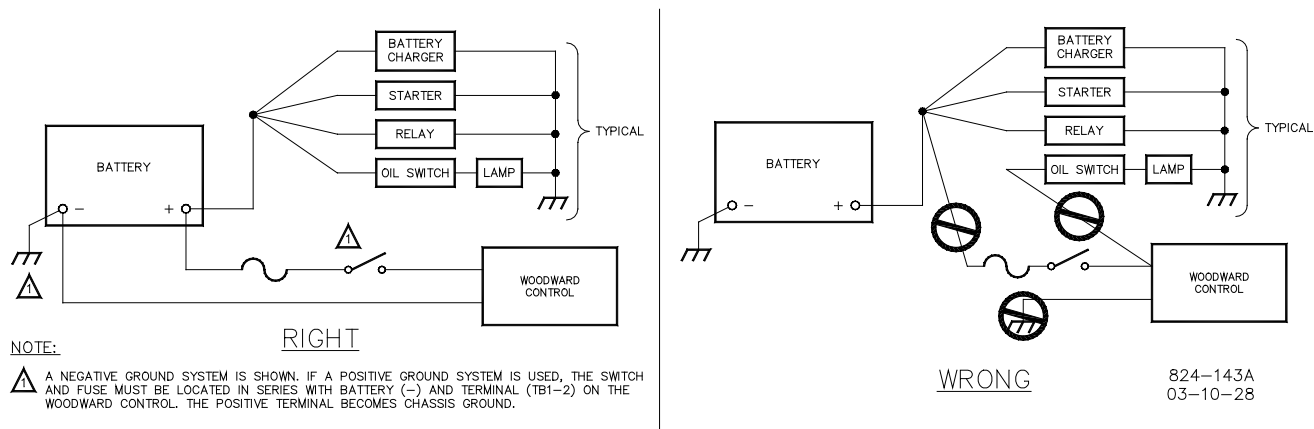 BATTERY
CHARGER
STARTER
RELAY
OIL SWITCH
LAMP
TYPICAL
BATTERY
−
+
1
1
WOODWARD
CONTROL
RIGHT
NOTE:
1 A NEGATIVE GROUND SYSTEM IS SHOWN. IF A POSITIVE GROUND SYSTEM IS USED, THE SWITCH
AND FUSE MUST BE LOCATED IN SERIES WITH BATTERY (−) AND TERMINAL (TB1−2) ON THE
WOODWARD CONTROL. THE POSITIVE TERMINAL BECOMES CHASSIS GROUND.
BATTERY
CHARGER
STARTER
RELAY
OIL SWITCH
LAMP
TYPICAL
BATTERY
−
+
WOODWARD
CONTROL
WRONG
824−143A
03−10−28